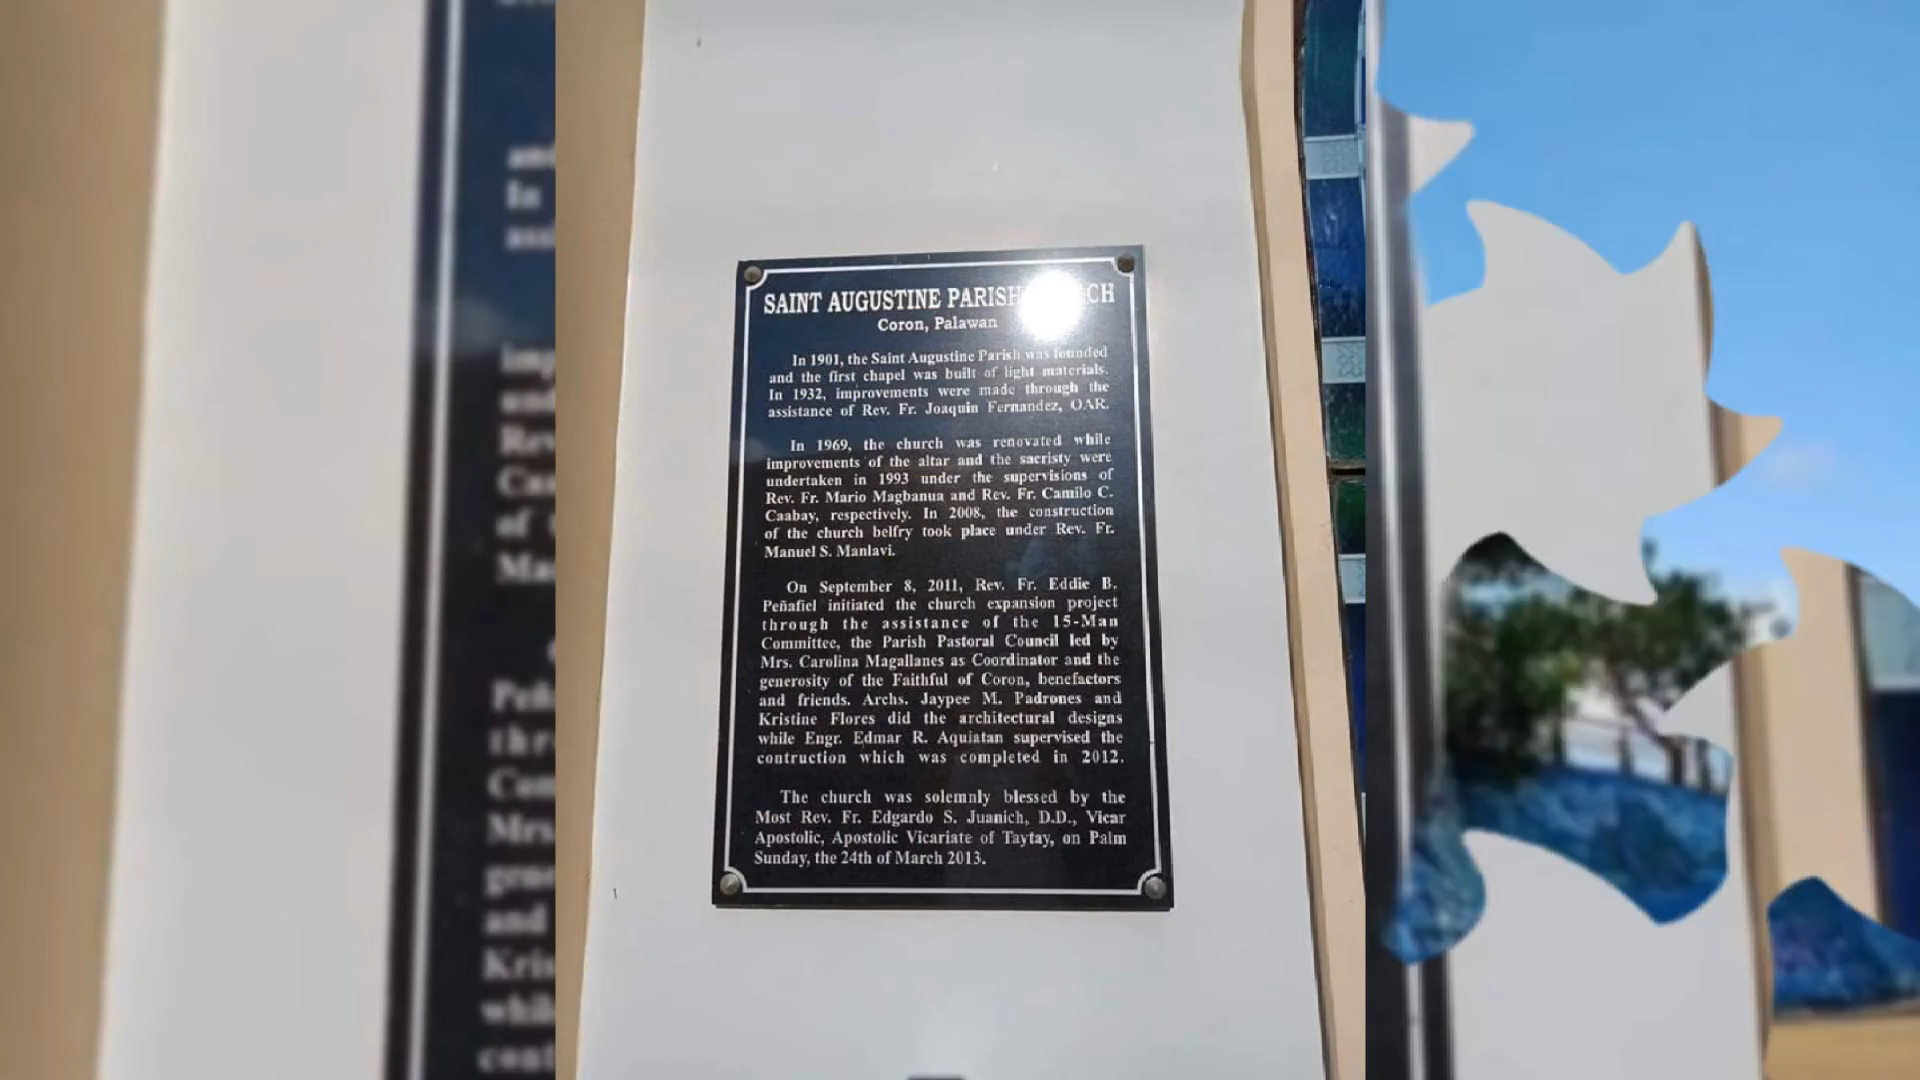 SAINT AUGUSTINE PARISH CH
Coron, Palawan
In 1901, the Saint Augustine Parish was founded
and the first chapel was built of light materials.
In 1932, improvements were made through the
assistance of Rev. Fr. Joaquin Fernandez, OAR.
In 1969, the church was renovated while
improvements of the altar and the sacristy were
undertaken in 1993 under the supervisions of
Rev. Fr. Mario Magbanua and Rev. Fr. Camilo C.
Caabay, respectively. In 2008, the construction
of the church belfry took place under Rev. Fr.
Manuel S. Manlavi.
On September 8, 2011, Rev. Fr. Eddie B.
Peñafiel initiated the church expansion project
through the assistance of the 15-Man
Committee, the Parish Pastoral Council led by
Mrs. Carolina Magallanes as Coordinator and the
generosity of the Faithful of Coron, benefactors
and friends. Archs. Jaypee M. Padrones and
Kristine Flores did the architectural designs
while Engr. Edmar R. Aquiatan supervised the
contruction which was completed in 2012.
The church was solemnly blessed by the
Most Rev. Fr. Edgardo S. Juanich, D.D., Vicar
Apostolic, Apostolic Vicariate of Taytay, on Palm
Sunday, the 24th of March 2013.